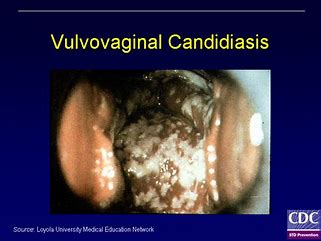 Vulvovaginal Candidiasis
Source: Loyola University Medical Education Network
CDC
STD Prevention